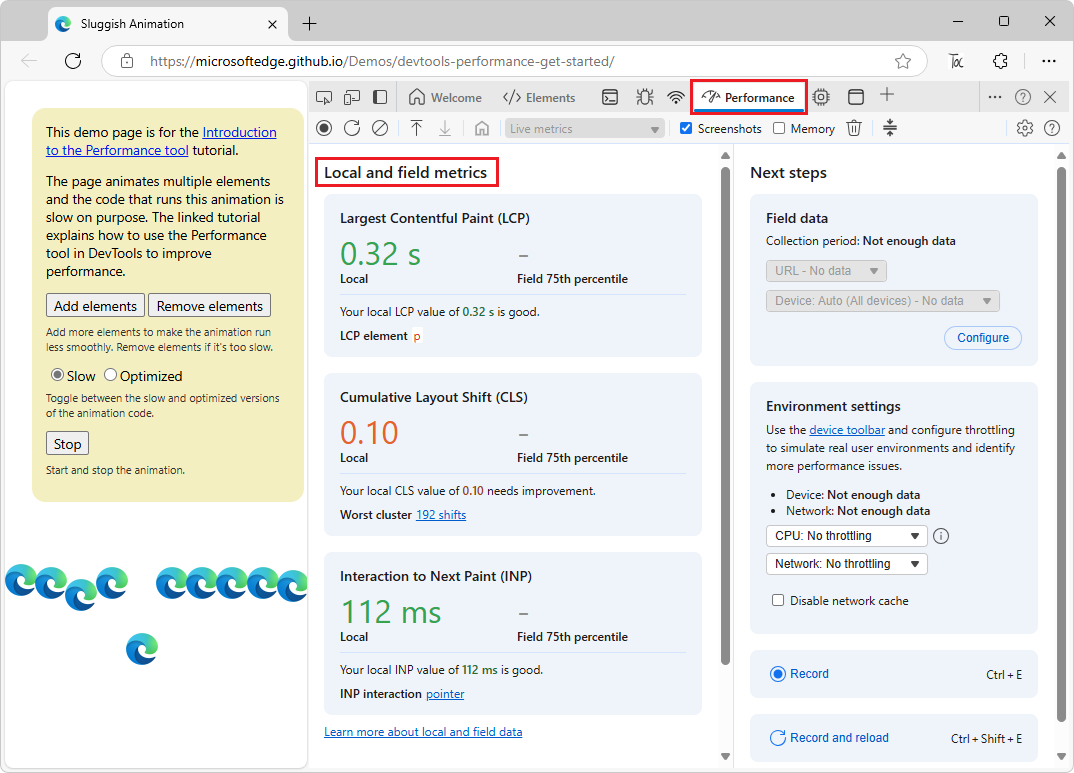 Sluggish Animation
https://microsoftedge.github.io/Demos/devtools-performance-get-started/
This demo page is for the Introduction
to the Performance tool tutorial.
The page animates multiple elements
and the code that runs this animation is
slow on purpose. The linked tutorial
explains how to use the Performance
tool in DevTools to improve
performance.
Add elements Remove elements
Add more elements to make the animation run
less smoothly. Remove elements if it's too slow.
Slow Optimized
Toggle between the slow and optimized versions
of the animation code.
Stop
Start and stop the animation.
Welcome </> Elements Performance
Live metrics Screenshots Memory
Local and field metrics
Largest Contentful Paint (LCP)
0.32 s –
Local Field 75th percentile
Your local LCP value of 0.32 s is good.
LCP element p
Cumulative Layout Shift (CLS)
0.10 –
Local Field 75th percentile
Your local CLS value of 0.10 needs improvement.
Worst cluster 192 shifts
Interaction to Next Paint (INP)
112 ms –
Local Field 75th percentile
Your local INP value of 112 ms is good.
INP interaction pointer
Learn more about local and field data
Next steps
Field data
Collection period: Not enough data
URL - No data
Device: Auto (All devices) - No data
Configure
Environment settings
Use the device toolbar and configure throttling
to simulate real user environments and identify
more performance issues.
• Device: Not enough data
• Network: Not enough data
CPU: No throttling
Network: No throttling
Disable network cache
Record Ctrl + E
Record and reload Ctrl + Shift + E